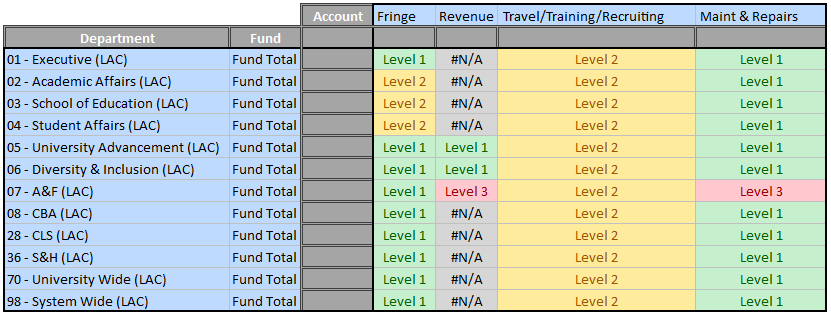 Account Fringe Revenue Travel/Training/Recruiting Maint & Repairs
Department Fund
01 - Executive (LAC) Fund Total Level 1 #N/A Level 2 Level 1
02 - Academic Affairs (LAC) Fund Total Level 2 #N/A Level 2 Level 1
03 - School of Education (LAC) Fund Total Level 2 #N/A Level 2 Level 1
04 - Student Affairs (LAC) Fund Total Level 2 #N/A Level 2 Level 1
05 - University Advancement (LAC) Fund Total Level 1 Level 1 Level 2 Level 1
06 - Diversity & Inclusion (LAC) Fund Total Level 1 Level 1 Level 2 Level 1
07 - A&F (LAC) Fund Total Level 1 Level 3 Level 2 Level 3
08 - CBA (LAC) Fund Total Level 1 #N/A Level 2 Level 1
28 - CLS (LAC) Fund Total Level 1 #N/A Level 2 Level 1
36 - S&H (LAC) Fund Total Level 1 #N/A Level 2 Level 1
70 - University Wide (LAC) Fund Total Level 1 #N/A Level 2 Level 1
98 - System Wide (LAC) Fund Total Level 1 #N/A Level 2 Level 1